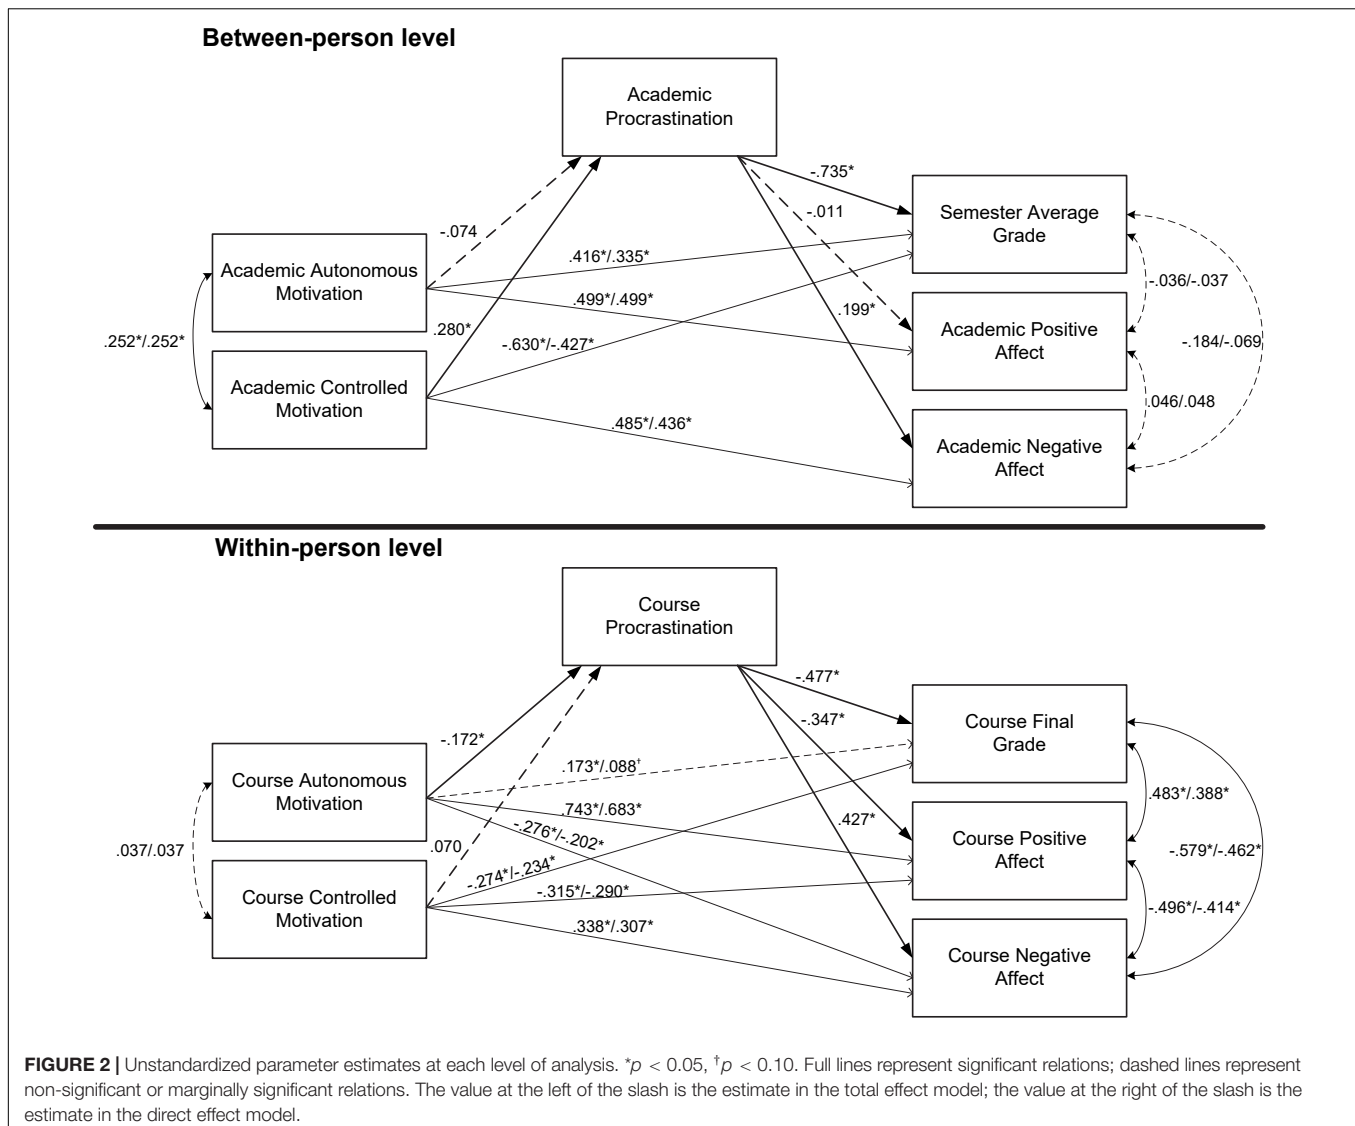 Between-person level
Academic
Procrastination
-.735*
-.011
Semester Average
Grade
-.074
Academic Autonomous
Motivation
.416*/.335*
.499*/.499*
.199*
-.036/-.037
Academic Positive
Affect
.280*
-.630*/-.427*
.252*/.252*
-.184/-.069
Academic Controlled
Motivation
.046/.048
.485*/.436*
Academic Negative
Affect
Within-person level
Course
Procrastination
-.477*
-.347*
Course Final
Grade
-.172*
.173*/.088†
Course Autonomous
Motivation
.743*/.683*
.483*/.388*
-.276*/-.202*
.427*
Course Positive
Affect
.037/.037
.070
-.579*/-.462*
-.274*/-.234*
-.315*/-.290*
Course Controlled
Motivation
-.496*/-.414*
.338*/.307*
Course Negative
Affect
FIGURE 2 | Unstandardized parameter estimates at each level of analysis. *p < 0.05, †p < 0.10. Full lines represent significant relations; dashed lines represent
non-significant or marginally significant relations. The value at the left of the slash is the estimate in the total effect model; the value at the right of the slash is the
estimate in the direct effect model.